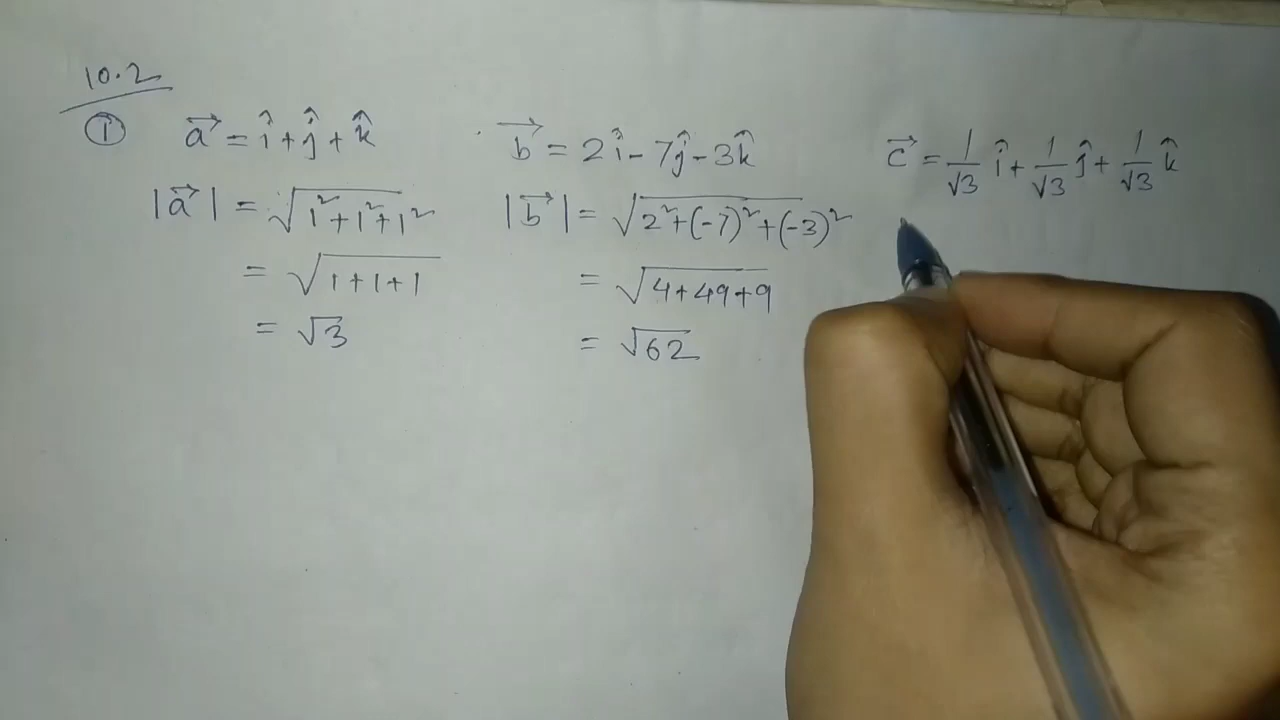 10.2
① a⃗ = î + ĵ + k̂
|a⃗| = √(1² + 1² + 1²)
= √(1 + 1 + 1)
= √3
b⃗ = 2î - 7ĵ - 3k̂
|b⃗| = √(2² + (-7)² + (-3)²)
= √(4 + 49 + 9)
= √62
c⃗ = 1/√3 î + 1/√3 ĵ + 1/√3 k̂